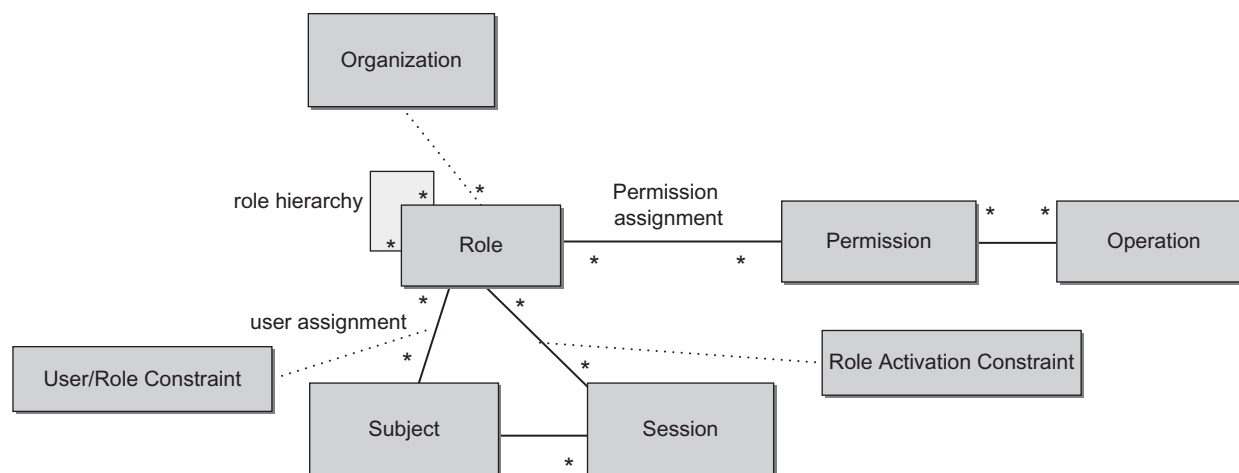 Organization
role hierarchy
*
*
*
Permission
assignment
Role
*
*
Permission
*
*
Operation
*
*
user assignment
*
*
User/Role Constraint
Role Activation Constraint
Subject
Session
*